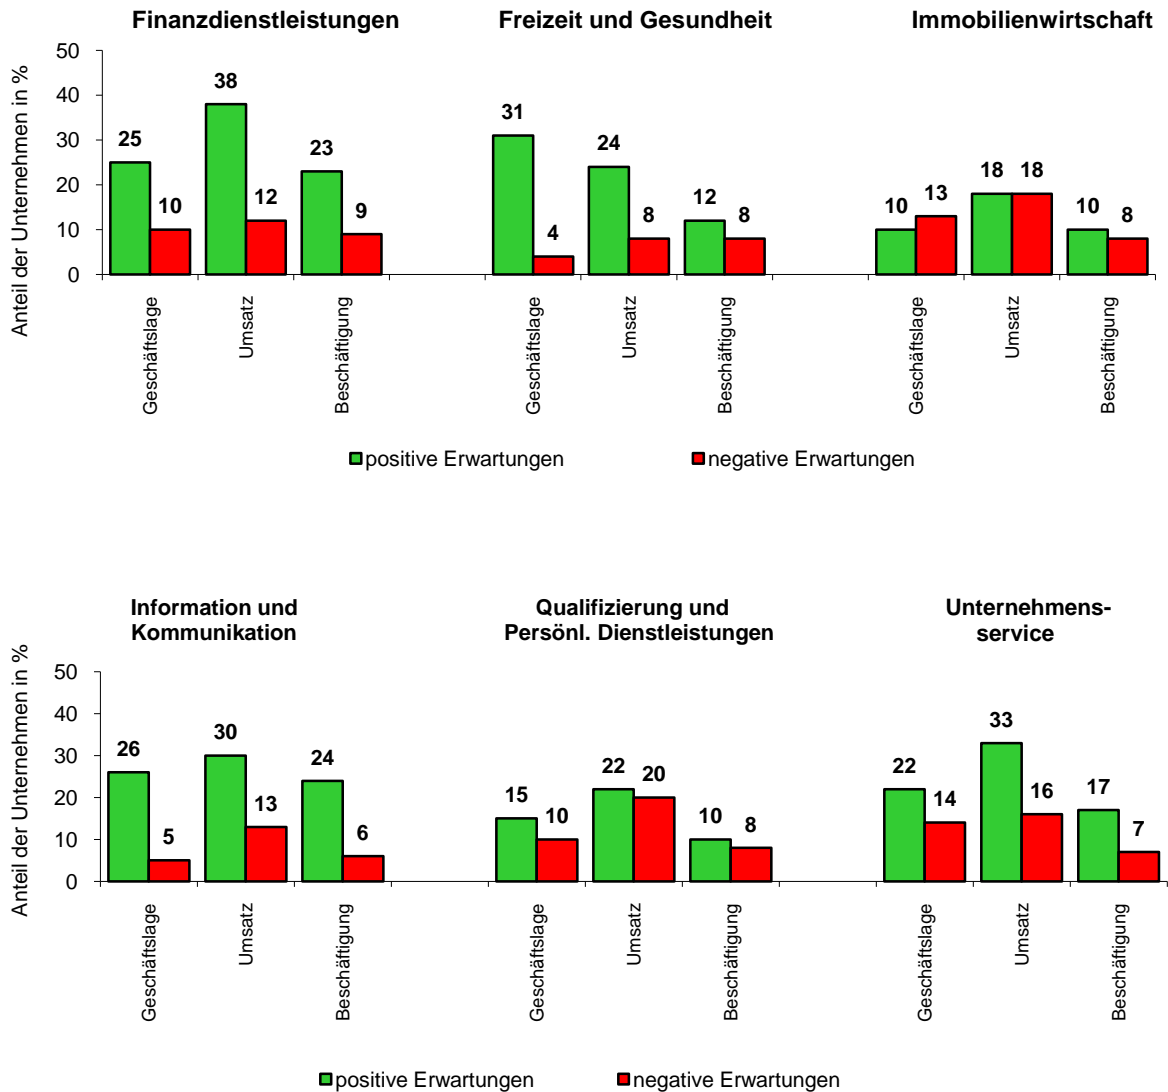 Finanzdienstleistungen
Freizeit und Gesundheit
Immobilienwirtschaft
Anteil der Unternehmen in %
50
40
30
20
10
0
25
10
38
12
23
9
31
4
24
8
12
8
10
13
18
18
10
8
Geschäftslage
Umsatz
Beschäftigung
Geschäftslage
Umsatz
Beschäftigung
Geschäftslage
Umsatz
Beschäftigung
positive Erwartungen
negative Erwartungen
Information und
Kommunikation
Qualifizierung und
Persönl. Dienstleistungen
Unternehmens-
service
Anteil der Unternehmen in %
50
40
30
20
10
0
26
5
30
13
24
6
15
10
22
20
10
8
22
14
33
16
17
7
Geschäftslage
Umsatz
Beschäftigung
Geschäftslage
Umsatz
Beschäftigung
Geschäftslage
Umsatz
Beschäftigung
positive Erwartungen
negative Erwartungen